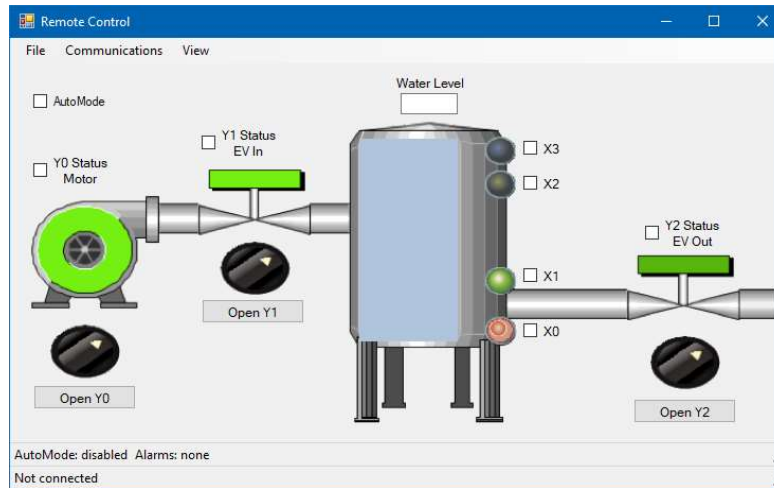 Remote Control
File Communications View
AutoMode
Water Level
Y1 Status
EV In
Y0 Status
Motor
X3
X2
Y2 Status
EV Out
X1
Open Y1
X0
Open Y0
Open Y2
AutoMode: disabled Alarms: none
Not connected